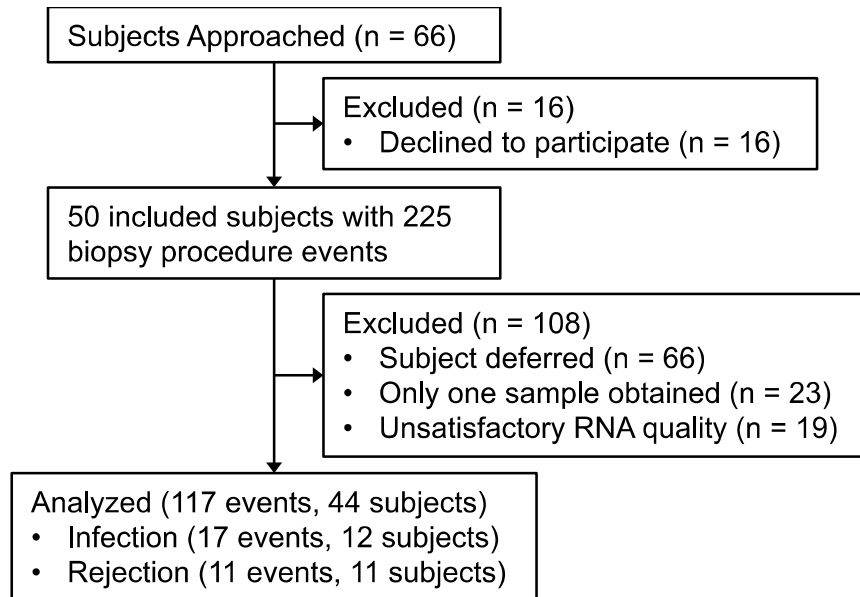 Subjects Approached (n = 66)
Excluded (n = 16)
• Declined to participate (n = 16)
50 included subjects with 225
biopsy procedure events
Excluded (n = 108)
• Subject deferred (n = 66)
• Only one sample obtained (n = 23)
• Unsatisfactory RNA quality (n = 19)
Analyzed (117 events, 44 subjects)
• Infection (17 events, 12 subjects)
• Rejection (11 events, 11 subjects)